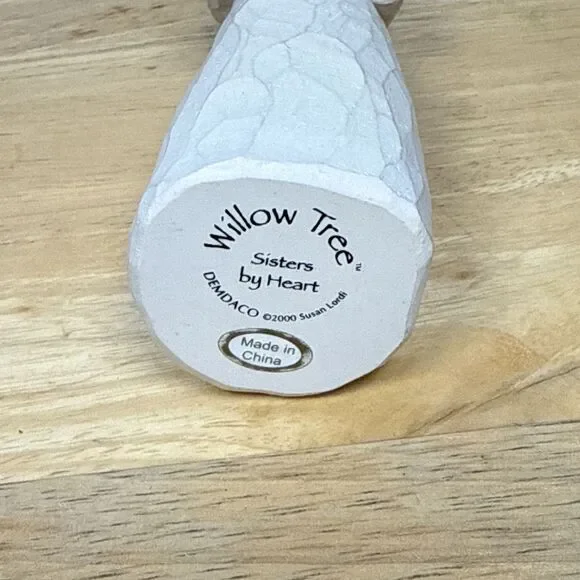 Willow Tree™
Sisters
by Heart
DEMDACO ©2000 Susan Lordi
Made in
China